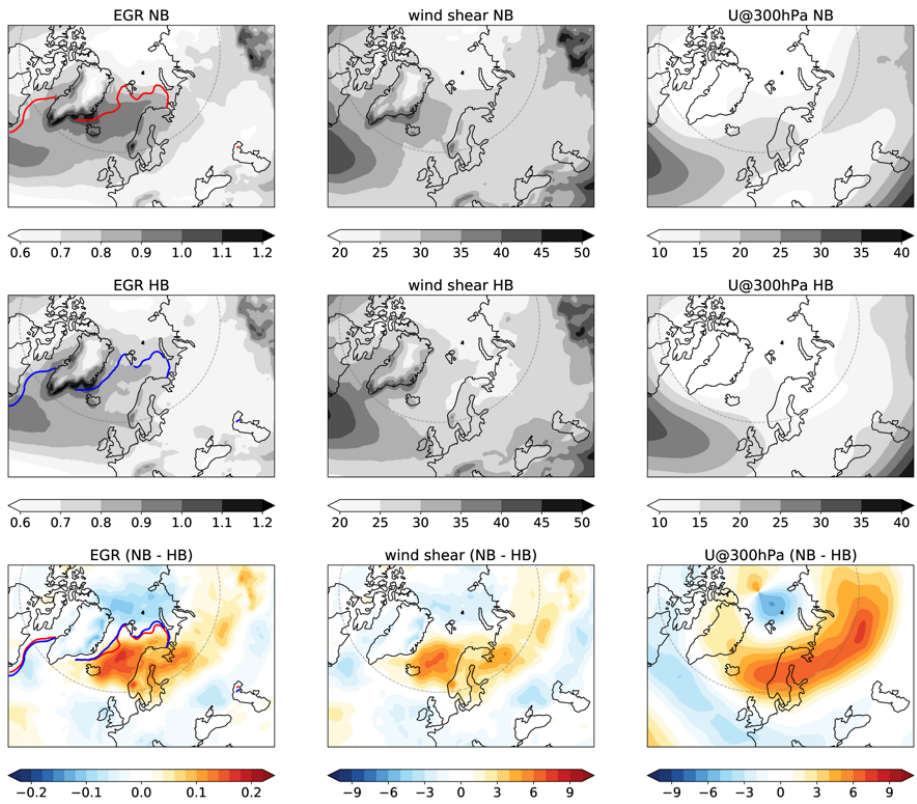 EGR NB
wind shear NB
U@300hPa NB
0.6 0.7 0.8 0.9 1.0 1.1 1.2
20 25 30 35 40 45 50
10 15 20 25 30 35 40
EGR HB
wind shear HB
U@300hPa HB
0.6 0.7 0.8 0.9 1.0 1.1 1.2
20 25 30 35 40 45 50
10 15 20 25 30 35 40
EGR (NB - HB)
wind shear (NB - HB)
U@300hPa (NB - HB)
−0.2 −0.1 0.0 0.1 0.2
−9 −6 −3 0 3 6 9
−9 −6 −3 0 3 6 9